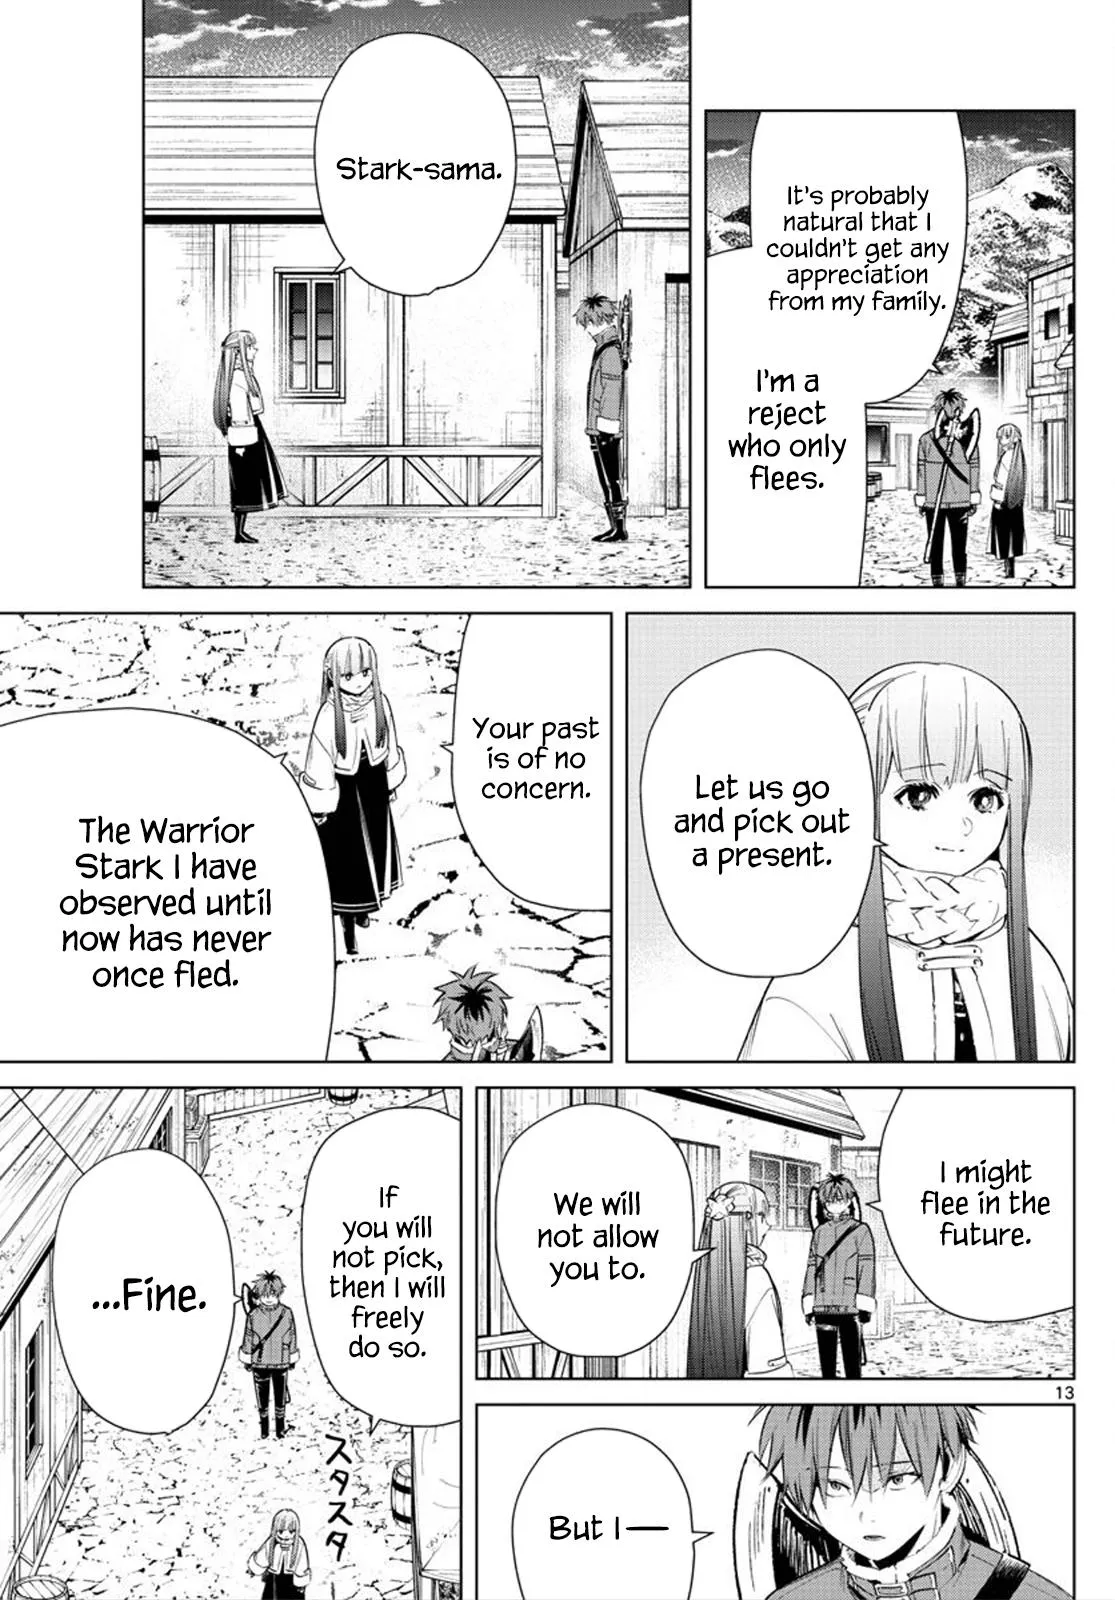 It's probably
natural that I
couldn't get any
appreciation
from my family.
I'm a
reject
who only
flees.
Stark-sama.
Let us go
and pick out
a present.
Your past
is of no
concern.
The Warrior
Stark I have
observed until
now has never
once fled.
I might
flee in the
future.
We will
not allow
you to.
13
But I—
If
you will
not pick,
then I will
freely
do so.
...Fine.
スタスタ